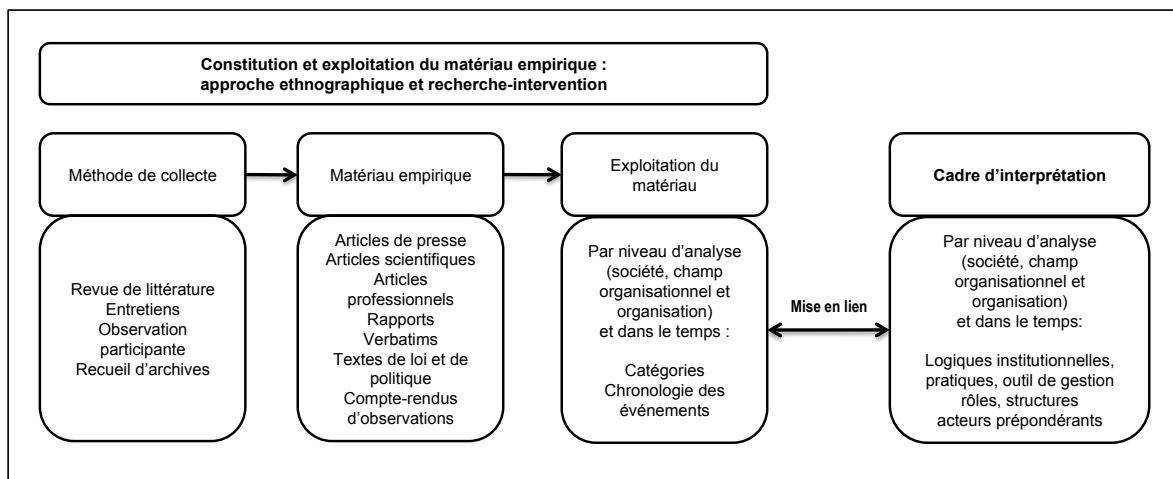 Constitution et exploitation du matériau empirique :
approche ethnographique et recherche-intervention
Méthode de collecte
Revue de littérature
Entretiens
Observation
participante
Recueil d'archives
Matériau empirique
Articles de presse
Articles scientifiques
Articles
professionnels
Rapports
Verbatims
Textes de loi et de
politique
Compte-rendus
d'observations
Exploitation du
matériau
Par niveau d'analyse
(société, champ
organisationnel et
organisation)
et dans le temps :
Catégories
Chronologie des
événements
Mise en lien
Cadre d'interprétation
Par niveau d'analyse
(société, champ
organisationnel et
organisation)
et dans le temps:
Logiques institutionnelles,
pratiques, outil de gestion
rôles, structures
acteurs prépondérants